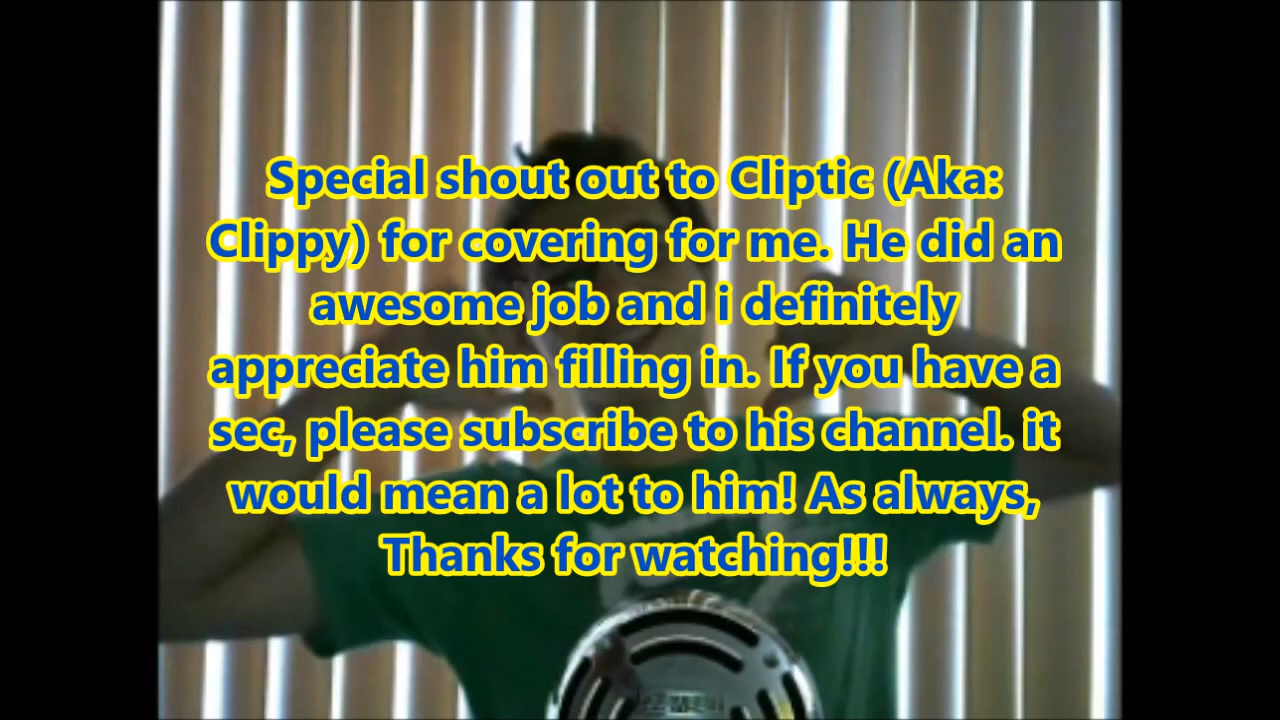 Special shout out to Cliptic (Aka:
Clippy) for covering for me. He did an
awesome job and i definitely
appreciate him filling in. If you have a
sec, please subscribe to his channel. it
would mean a lot to him! As always,
Thanks for watching!!!